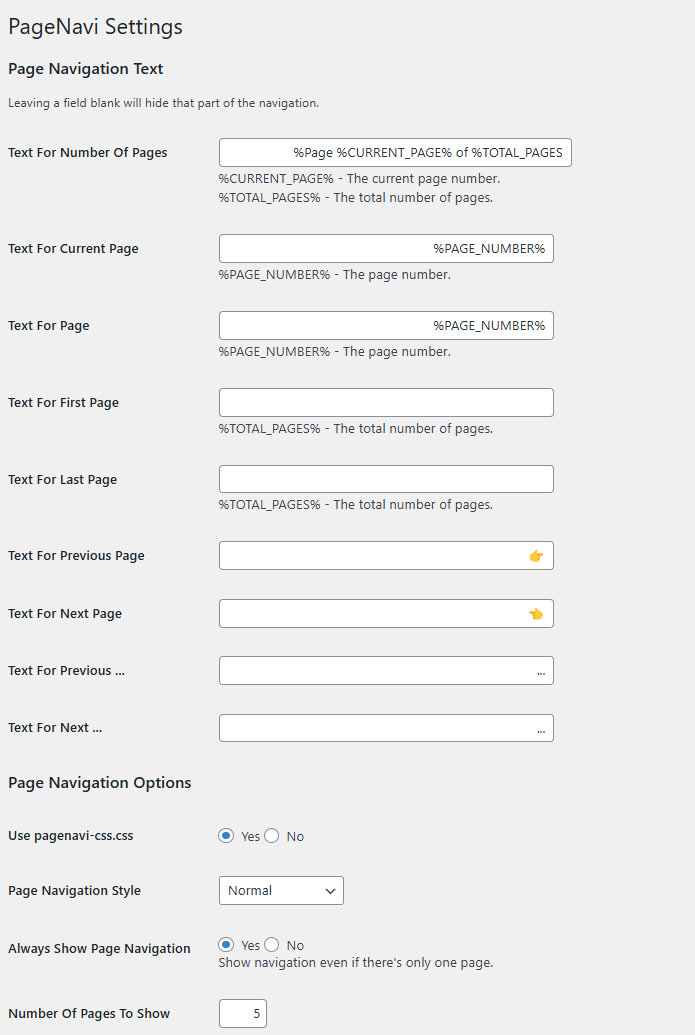 PageNavi Settings
Page Navigation Text
Leaving a field blank will hide that part of the navigation.
Text For Number Of Pages
%Page %CURRENT_PAGE% of %TOTAL_PAGES
%CURRENT_PAGE% - The current page number.
%TOTAL_PAGES% - The total number of pages.
Text For Current Page
%PAGE_NUMBER%
%PAGE_NUMBER% - The page number.
Text For Page
%PAGE_NUMBER%
%PAGE_NUMBER% - The page number.
Text For First Page
%TOTAL_PAGES% - The total number of pages.
Text For Last Page
%TOTAL_PAGES% - The total number of pages.
Text For Previous Page
👉
Text For Next Page
👈
Text For Previous ...
...
Text For Next ...
...
Page Navigation Options
Use pagenavi-css.css
Yes No
Page Navigation Style
Normal
Always Show Page Navigation
Yes No
Show navigation even if there's only one page.
Number Of Pages To Show
5